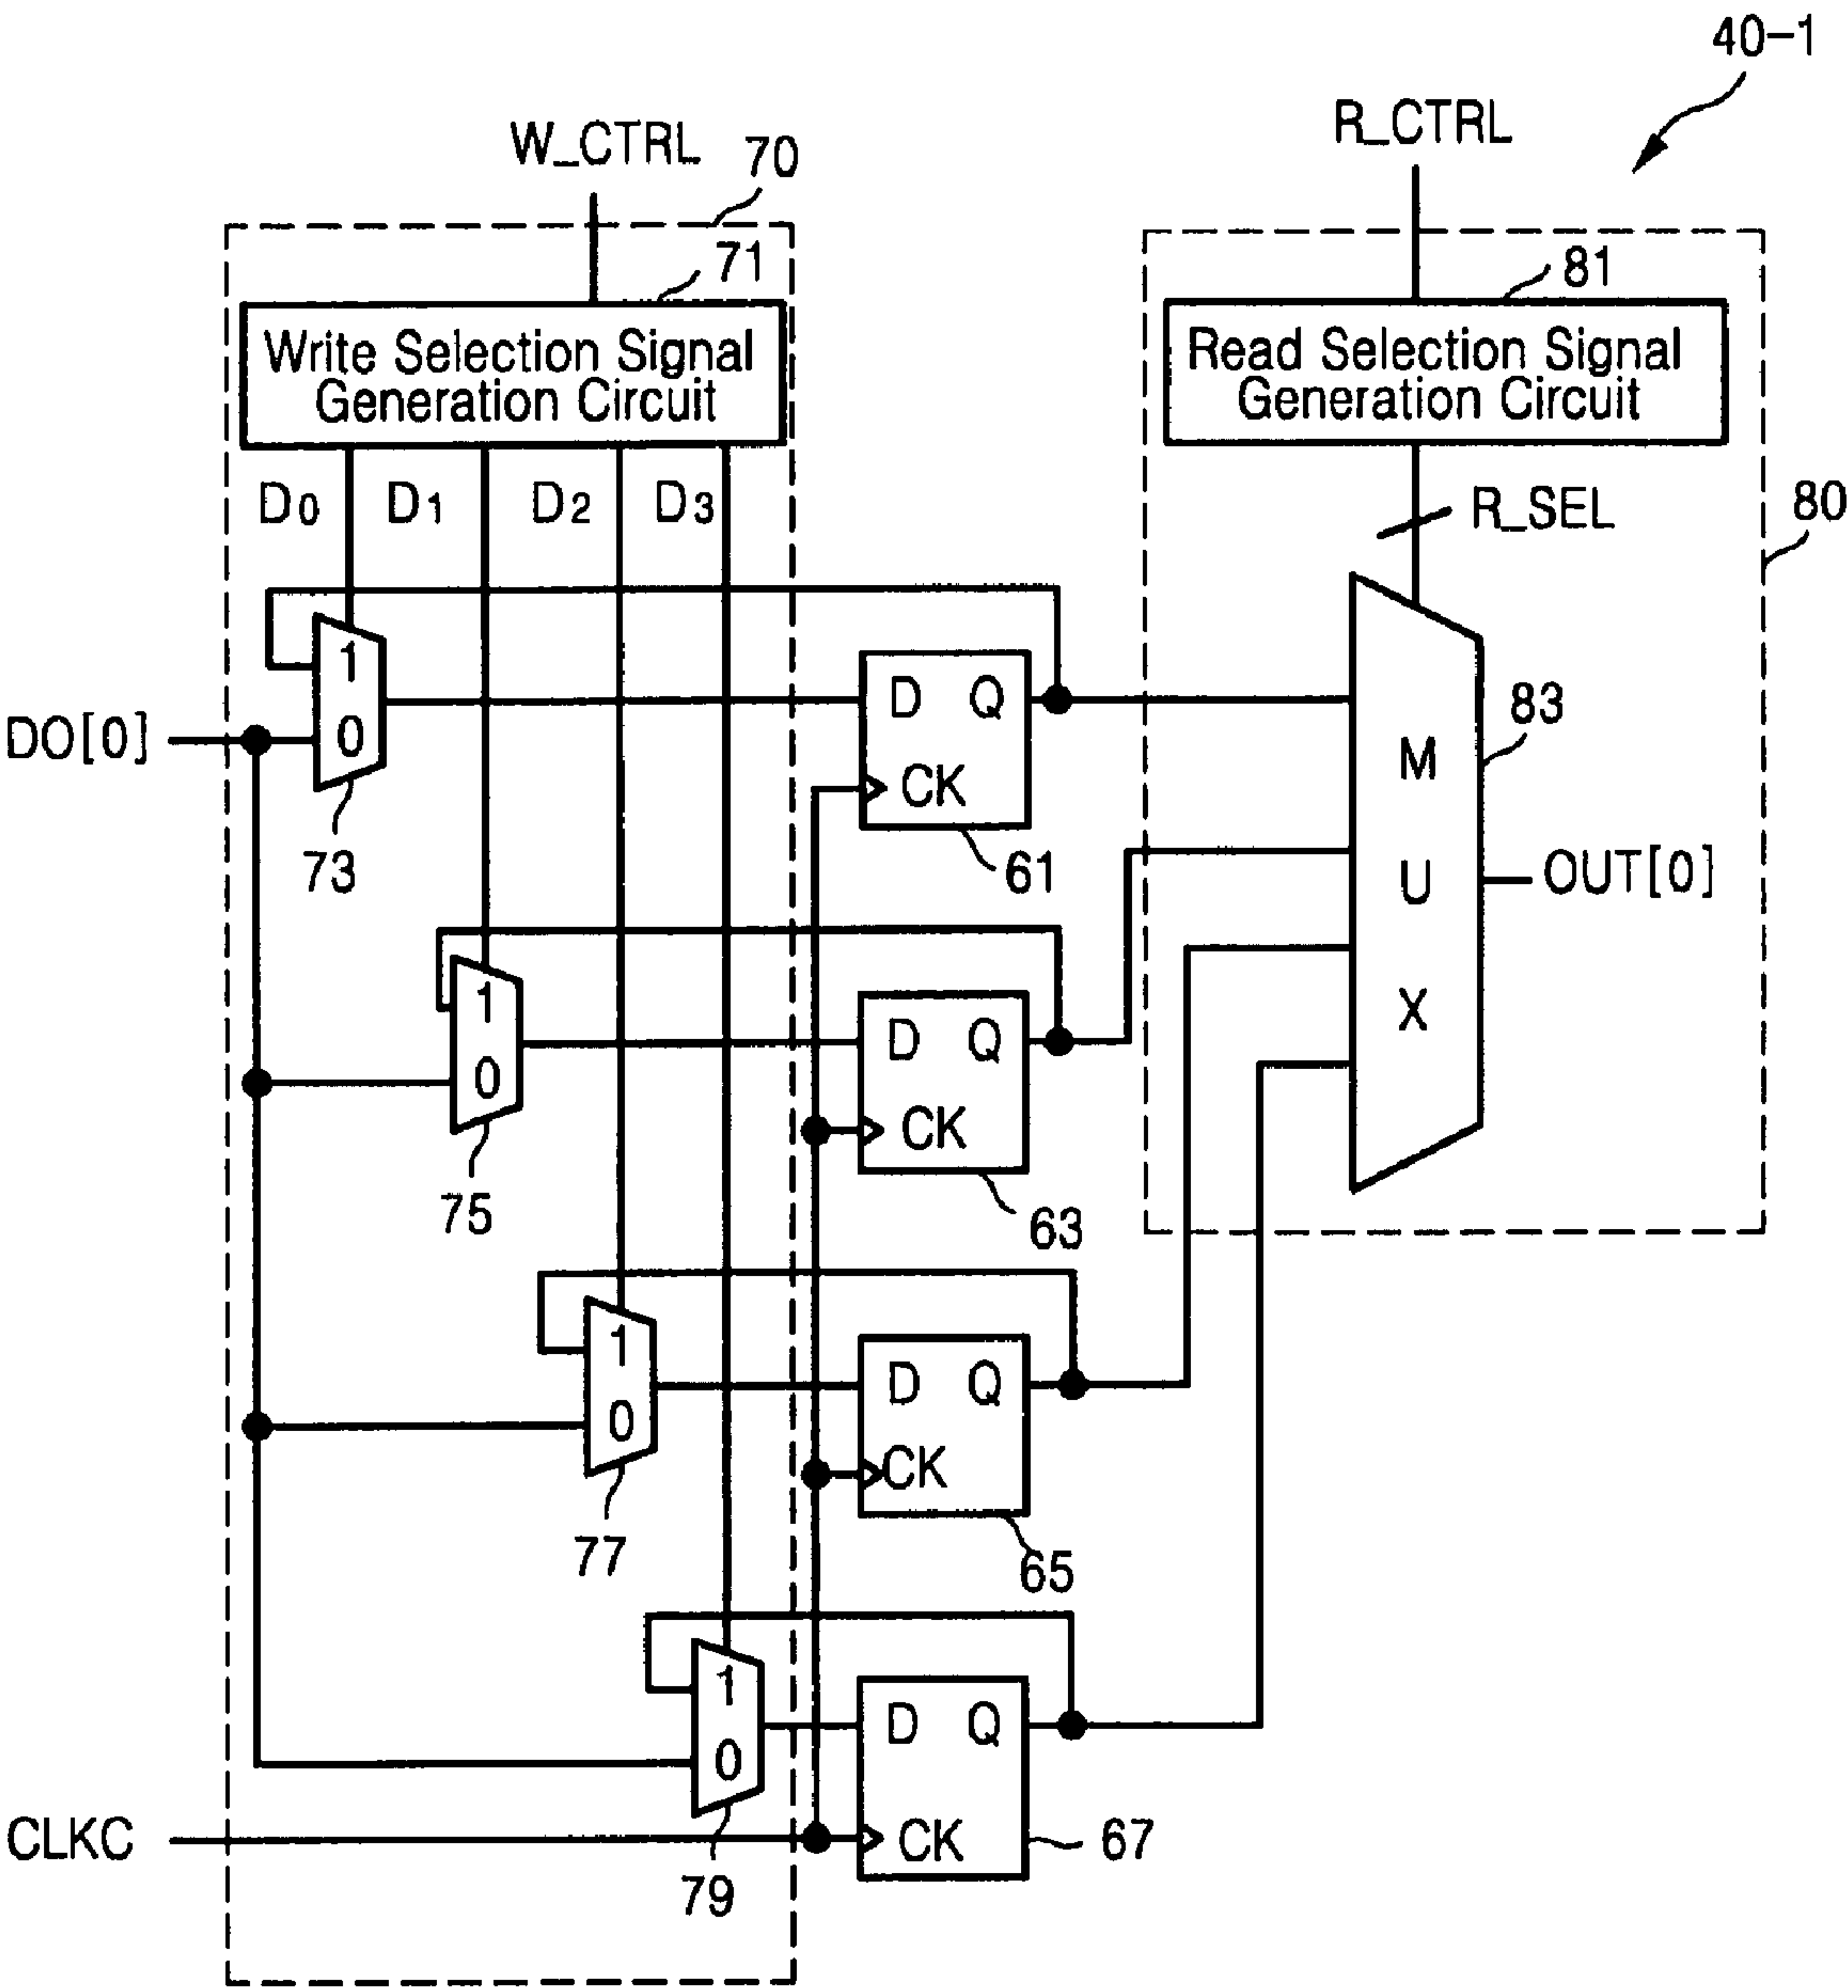 40-1
W_CTRL
70
R_CTRL
71
81
Write Selection Signal
Generation Circuit
Read Selection Signal
Generation Circuit
D0
D1
D2
D3
R_SEL
80
1
0
DO[0]
73
D Q
CK
61
83
M
U
X
OUT[0]
1
0
75
D Q
CK
63
1
0
77
D Q
CK
65
1
0
79
D Q
CK
67
CLKC